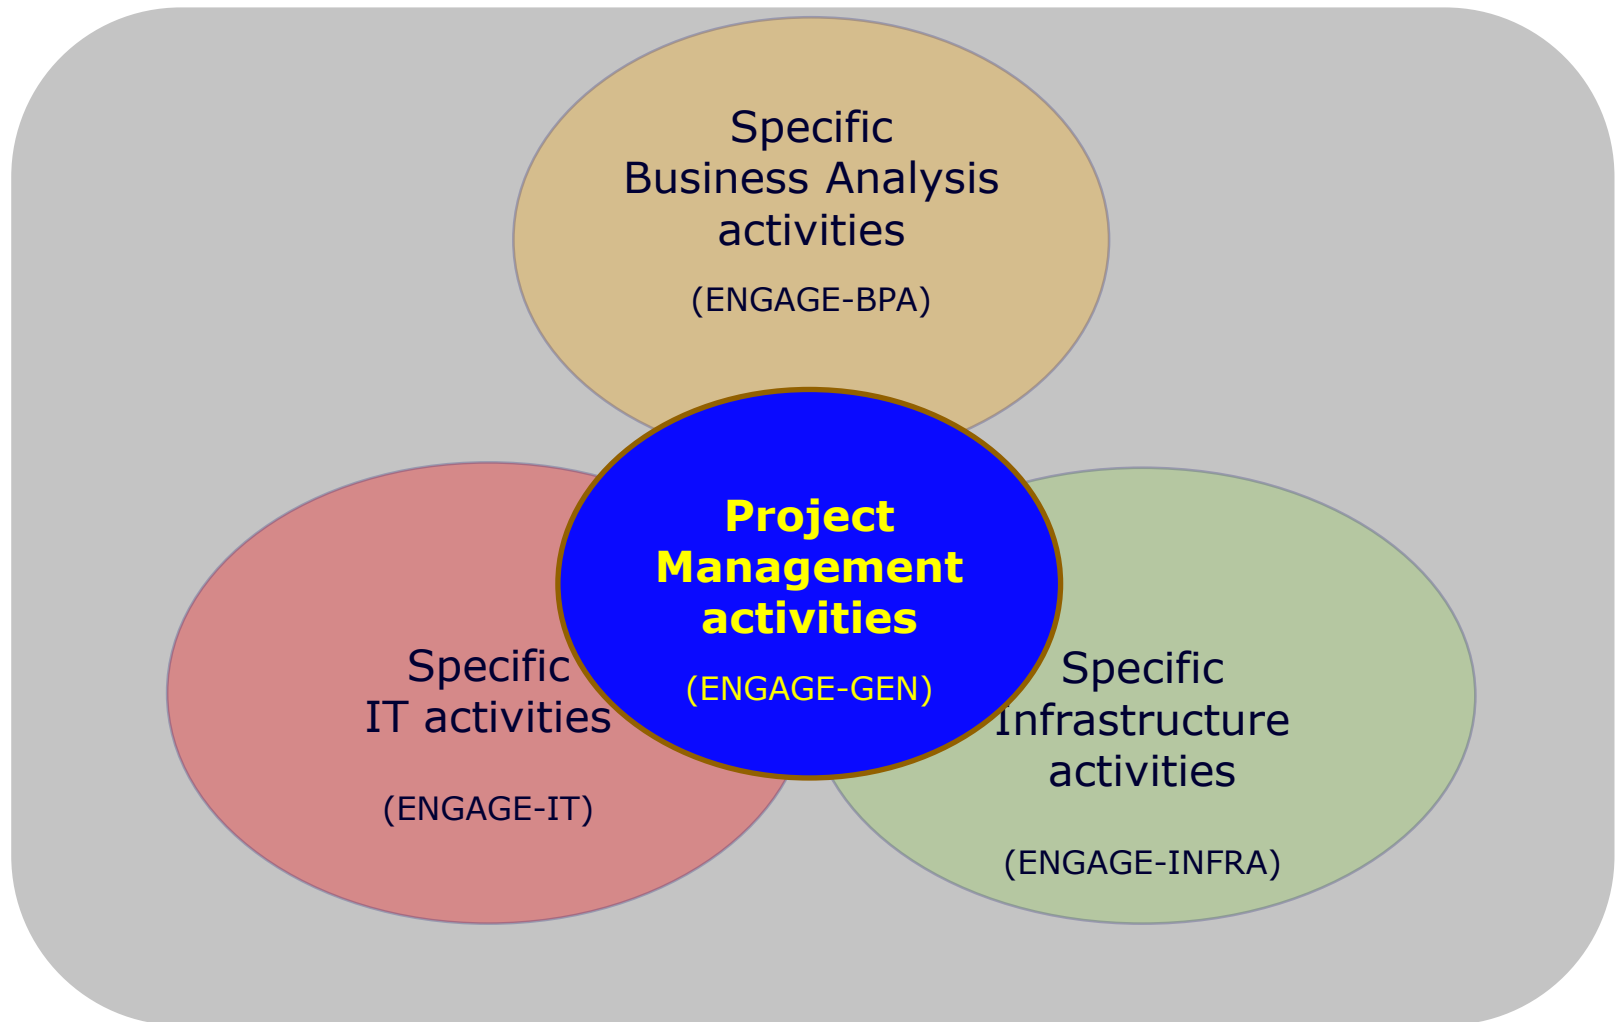 Specific
Business Analysis
activities
(ENGAGE-BPA)
Project
Management
activities
(ENGAGE-GEN)
Specific
IT activities
(ENGAGE-IT)
Specific
Infrastructure
activities
(ENGAGE-INFRA)